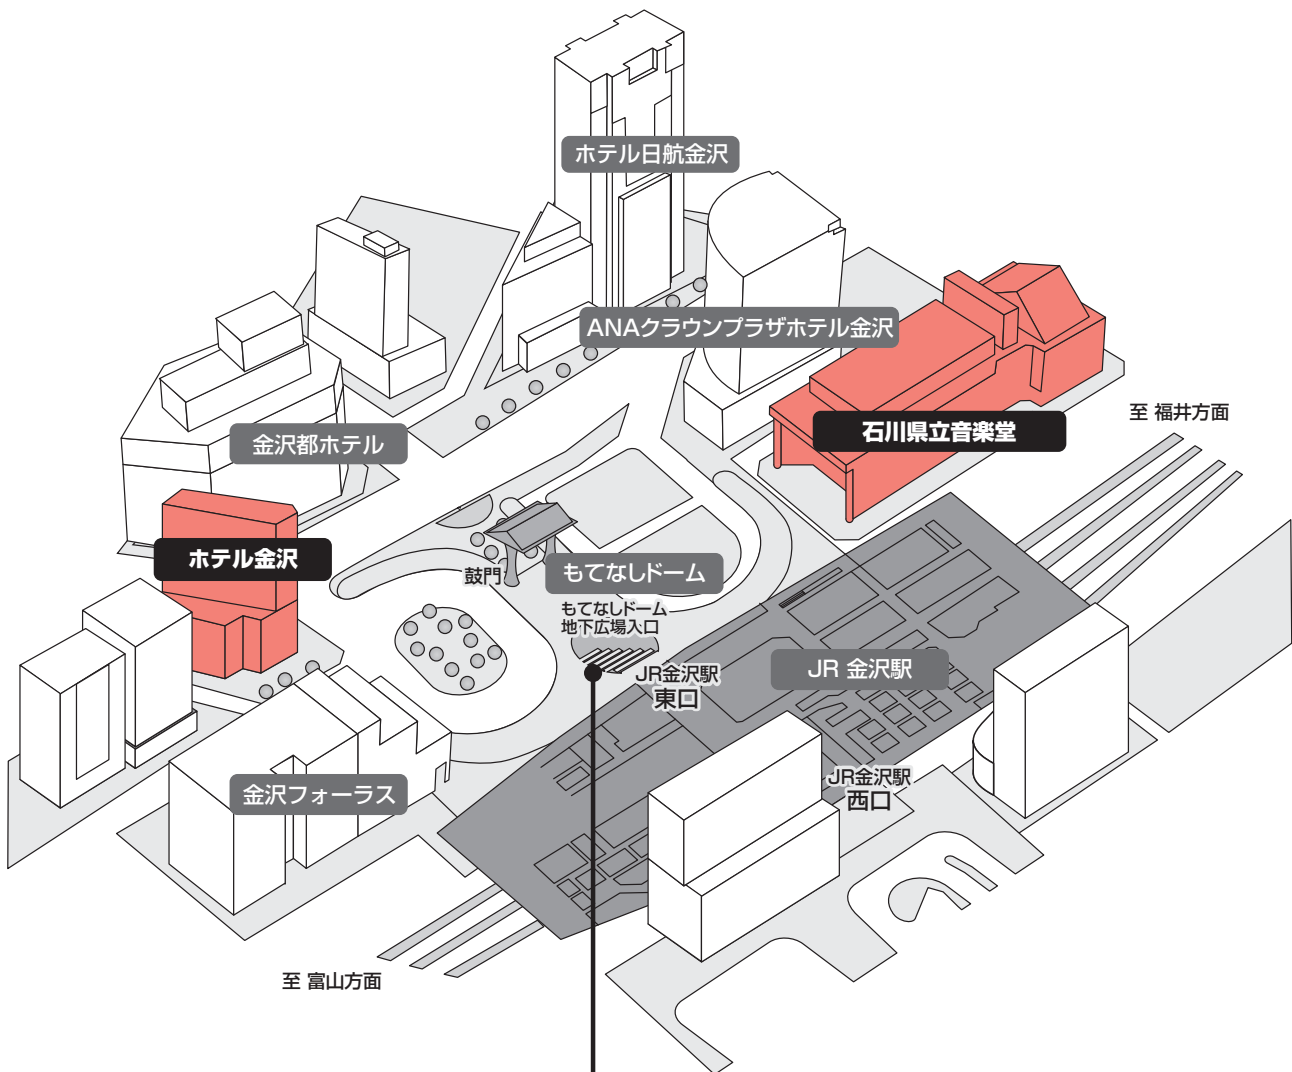 ホテル日航金沢
ANAクラウンプラザホテル金沢
石川県立音楽堂
至 福井方面
金沢都ホテル
ホテル金沢
鼓門
もてなしドーム
もてなしドーム
地下広場入口
JR金沢駅
東口
JR 金沢駅
JR金沢駅
西口
金沢フォーラス
至 富山方面